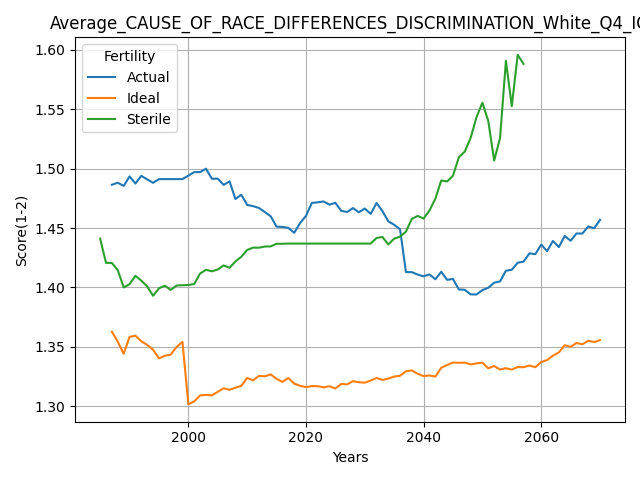 Average_CAUSE_OF_RACE_DIFFERENCES_DISCRIMINATION_White_Q4_IQ
Fertility
Actual
Ideal
Sterile
Score(1-2)
1.60
1.55
1.50
1.45
1.40
1.35
1.30
2000
2020
2040
2060
Years